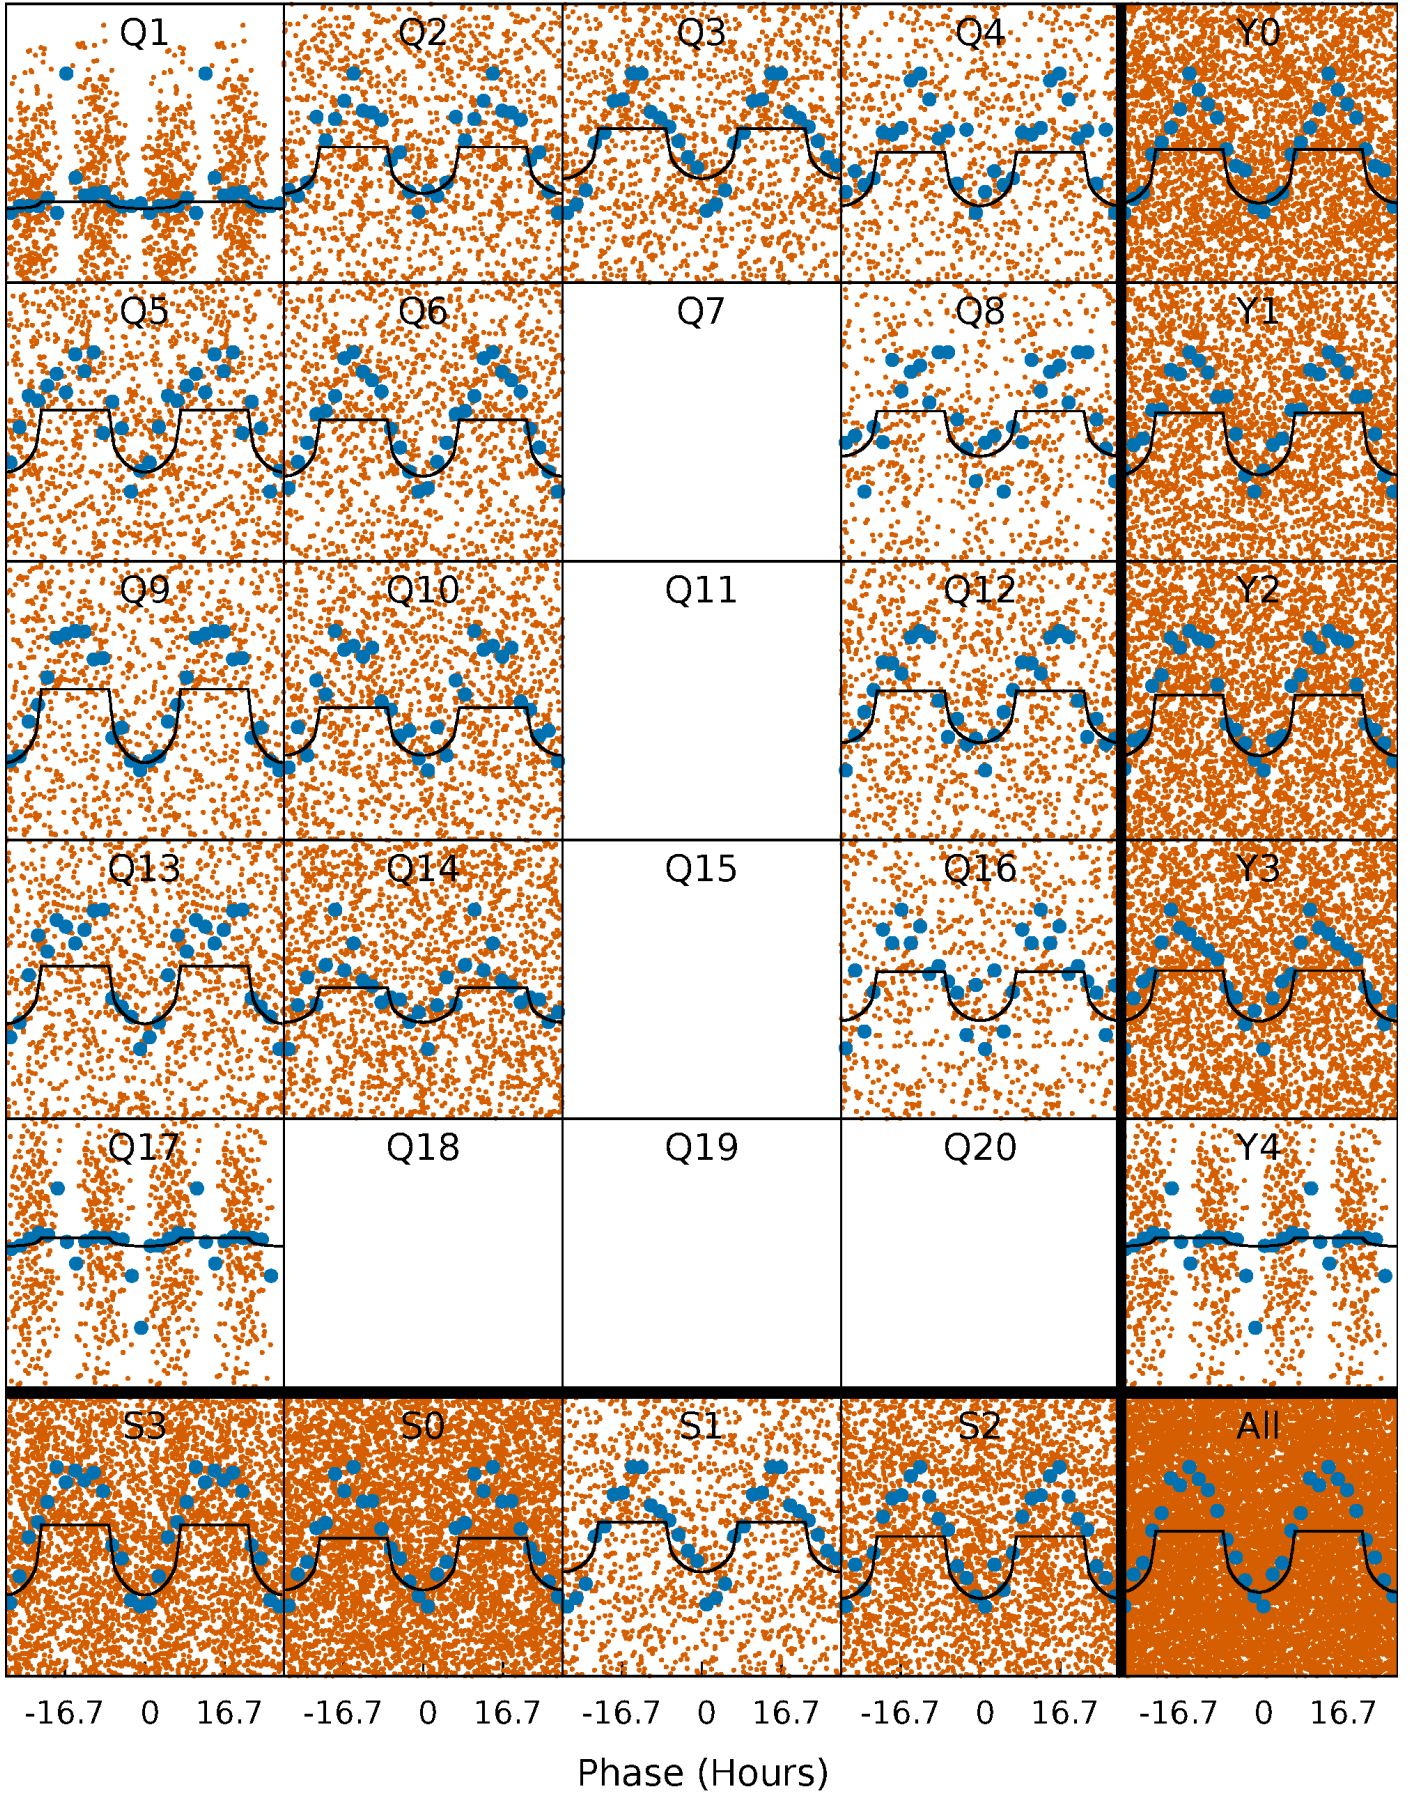 Q1 Q2 Q3 Q4 Y0
Q5 Q6 Q7 Q8 Y1
Q9 Q10 Q11 Q12 Y2
Q13 Q14 Q15 Q16 Y3
Q17 Q18 Q19 Q20 Y4
S3 S0 S1 S2 All
-16.7 0 16.7 -16.7 0 16.7 -16.7 0 16.7 -16.7 0 16.7 -16.7 0 16.7
Phase (Hours)